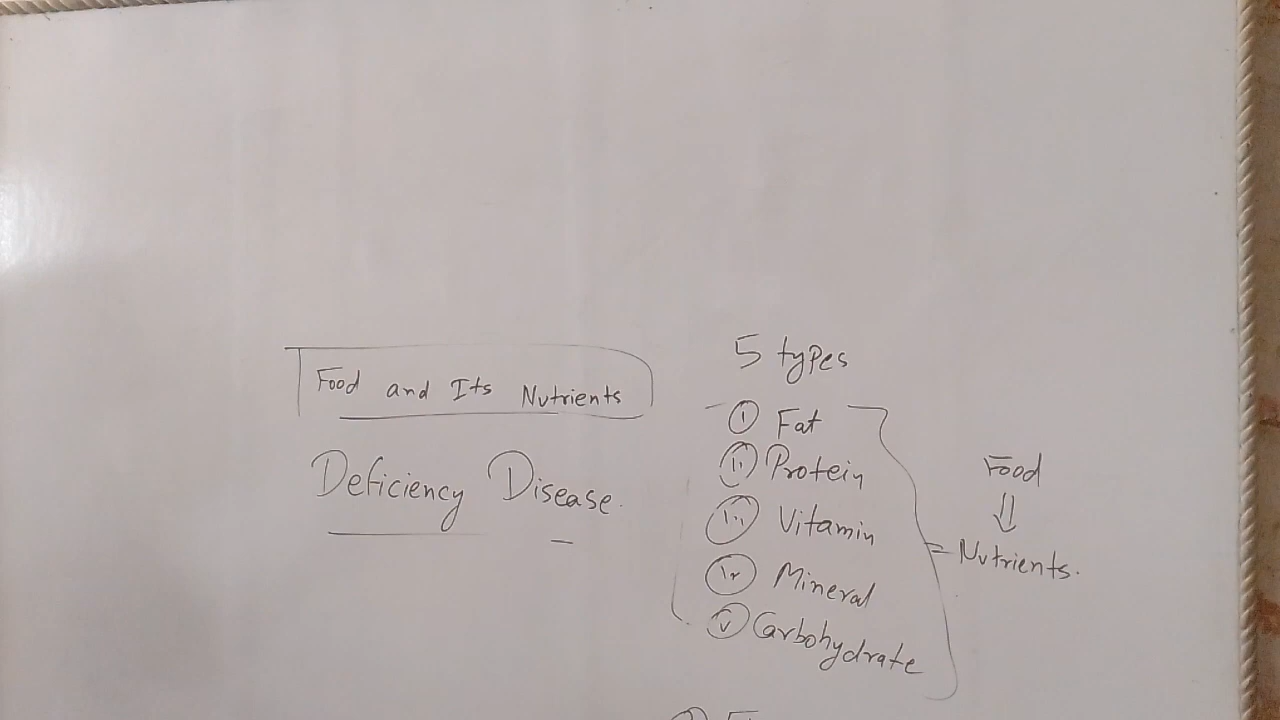 Food and Its Nutrients
Deficiency Disease.
5 types
i Fat
ii Protein
iii Vitamin
iv Mineral
v Carbohydrate
Food
⇓
= Nutrients.